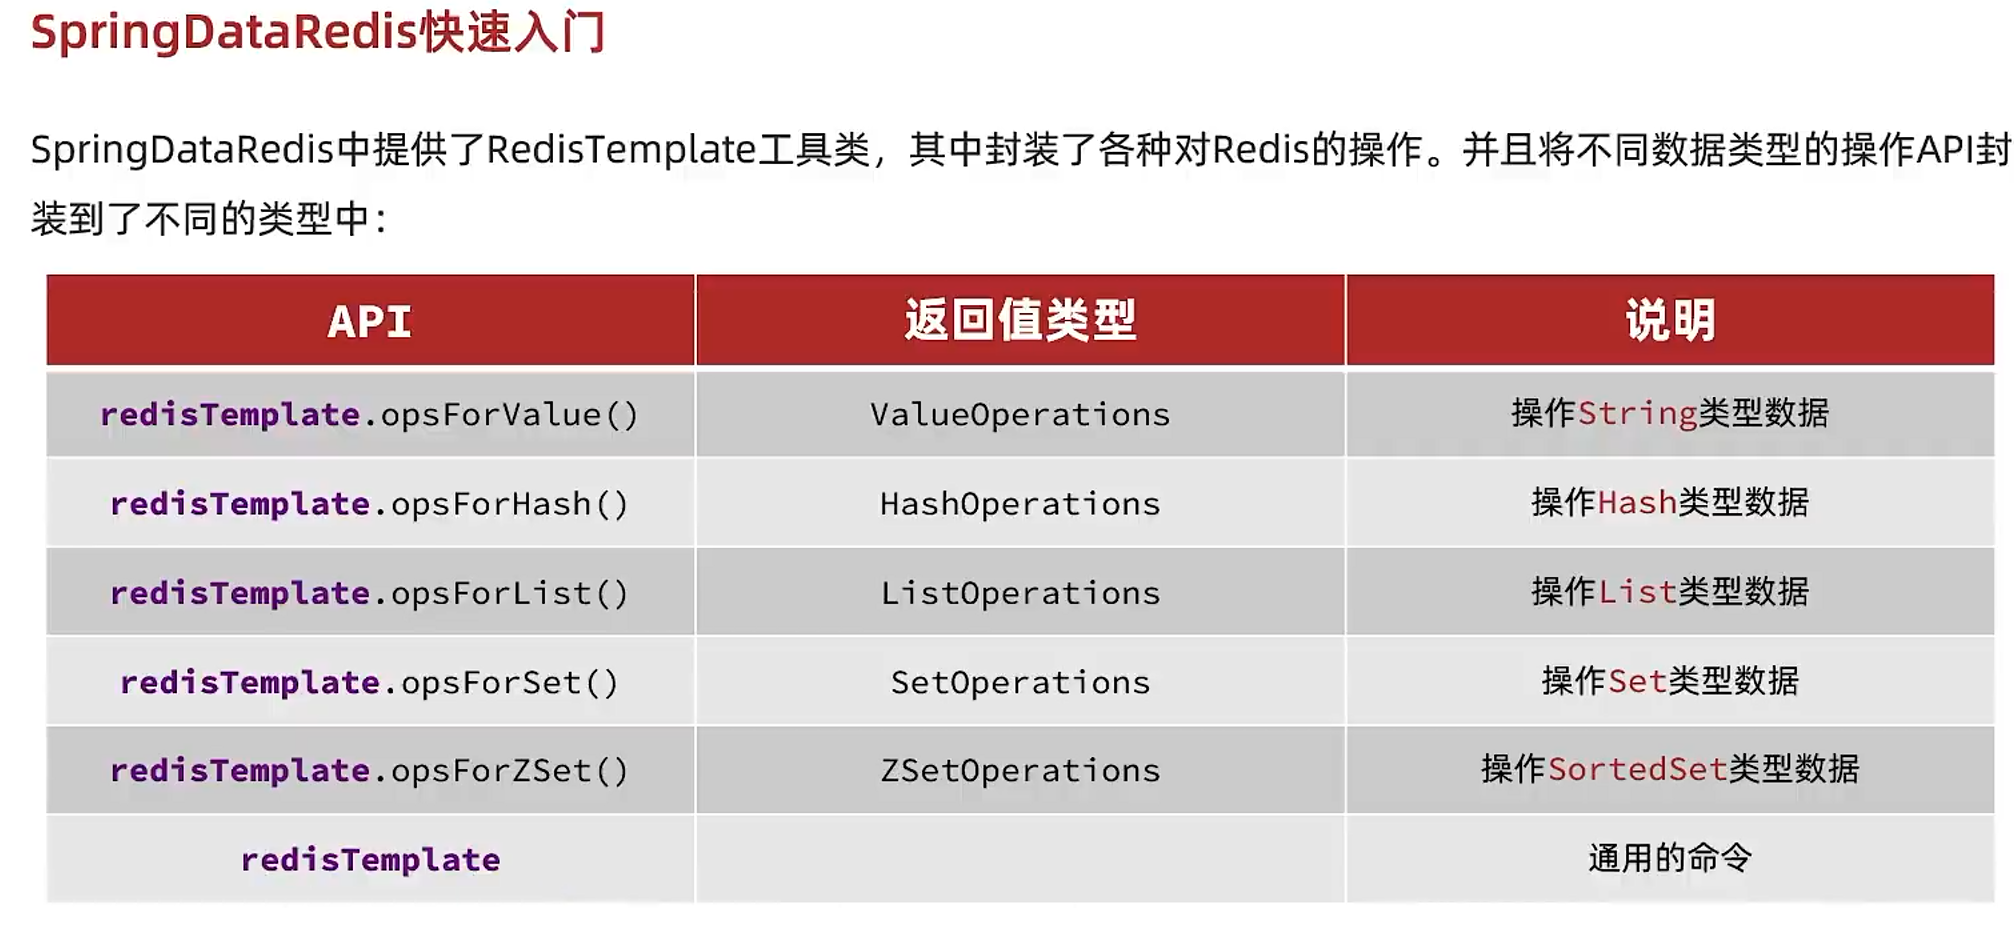 SpringDataRedis快速入门
SpringDataRedis中提供了RedisTemplate工具类，其中封装了各种对Redis的操作。并且将不同数据类型的操作API封
装到了不同的类型中：
API 返回值类型 说明
redisTemplate.opsForValue() ValueOperations 操作String类型数据
redisTemplate.opsForHash() HashOperations 操作Hash类型数据
redisTemplate.opsForList() ListOperations 操作List类型数据
redisTemplate.opsForSet() SetOperations 操作Set类型数据
redisTemplate.opsForZSet() ZSetOperations 操作SortedSet类型数据
redisTemplate 通用的命令